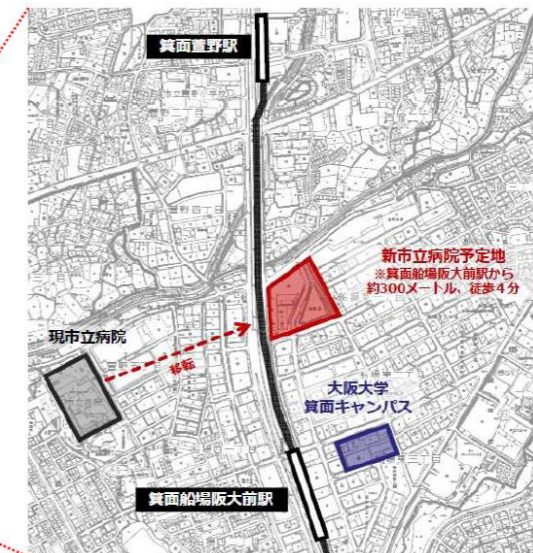 箕面萱野駅
新市立病院予定地
※箕面船場阪大前駅から
約300メートル、徒歩4分
現市立病院
移転
大阪大学
箕面キャンパス
箕面船場阪大前駅